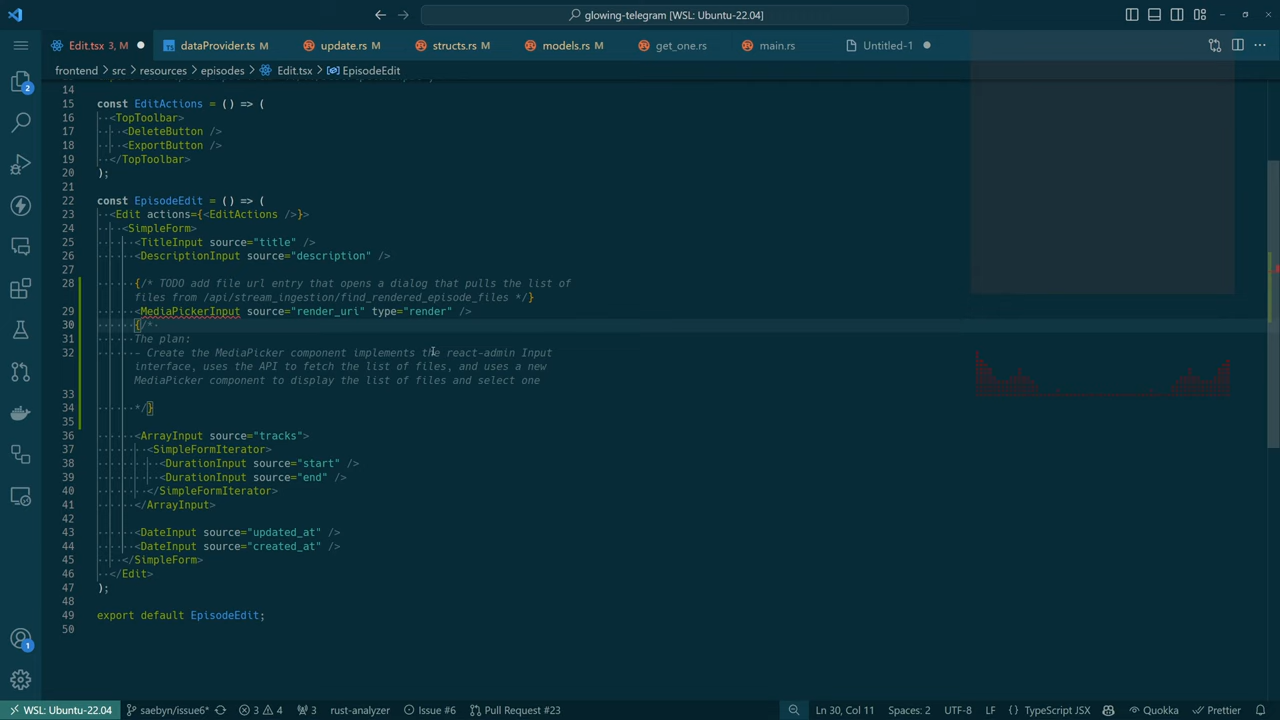 glowing-telegram [WSL: Ubuntu-22.04]
Edit.tsx 3, M
dataProvider.ts M
update.rs M
structs.rs M
models.rs M
get_one.rs
main.rs
Untitled-1
frontend > src > resources > episodes > Edit.tsx > EpisodeEdit
14
15 const EditActions = () => (
16 <TopToolbar>
17 <DeleteButton />
18 <ExportButton />
19 </TopToolbar>
20 );
21
22 const EpisodeEdit = () => (
23 <Edit actions={<EditActions />}>
24 <SimpleForm>
25 <TitleInput source="title" />
26 <DescriptionInput source="description" />
27
28 {/* TODO add file url entry that opens a dialog that pulls the list of
files from /api/stream_ingestion/find_rendered_episode_files */}
29 <MediaPickerInput source="render_uri" type="render" />
30 {/*
31 The plan:
32 - Create the MediaPicker component implements the react-admin Input
interface, uses the API to fetch the list of files, and uses a new
MediaPicker component to display the list of files and select one
33
34 */}
35
36 <ArrayInput source="tracks">
37 <SimpleFormIterator>
38 <DurationInput source="start" />
39 <DurationInput source="end" />
40 </SimpleFormIterator>
41 </ArrayInput>
42
43 <DateInput source="updated_at" />
44 <DateInput source="created_at" />
45 </SimpleForm>
46 </Edit>
47 );
48
49 export default EpisodeEdit;
50
2
1
WSL: Ubuntu-22.04 saebyn/issue6* 3 4 3 rust-analyzer Issue #6 Pull Request #23 Ln 30, Col 11 Spaces: 2 UTF-8 LF {} TypeScript JSX Quokka Prettier